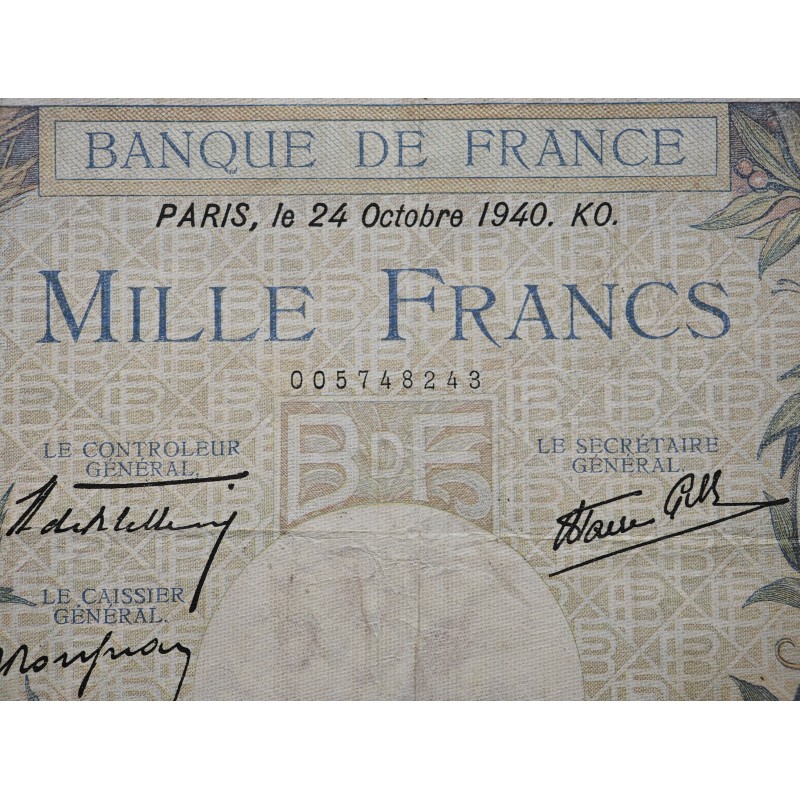 BANQUE DE FRANCE
PARIS, le 24 Octobre 1940. KO.
MILLE FRANCS
005748243
BDF
LE CONTROLEUR
GÉNÉRAL.
LE SECRÉTAIRE
GÉNÉRAL.
LE CAISSIER
GÉNÉRAL.